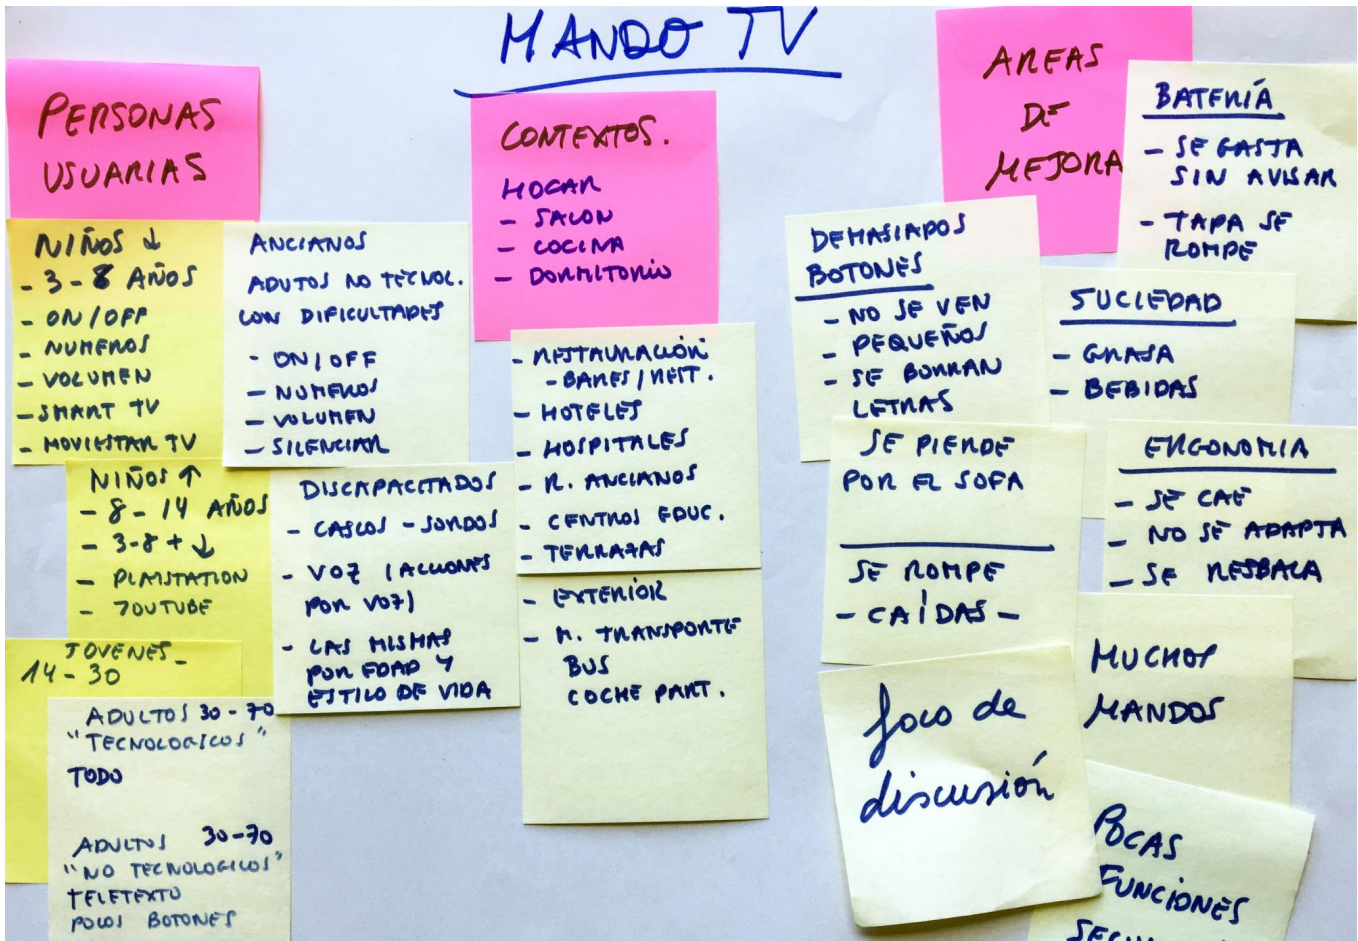 MANDO TV
PERSONAS
USUARIAS
NIÑOS ↓
- 3 - 8 AÑOS
- ON/OFF
- NUMEROS
- VOLUMEN
- SMART TV
- MOVIESTAR TV
ANCIANOS
ADUTOS NO TECNOL.
CON DIFICULTADES
- ON/OFF
- NUMEROS
- VOLUMEN
- SILENCIAR
NIÑOS ↑
- 8 - 14 AÑOS
- 3-8 + ↓
- PLAISTATION
- YOUTUBE
DISCAPACITADOS
- CASCOS - SORDOS
- VOZ (ACCIONES
POR VOZ)
- LAS MISMAS
POR EDAD Y
ESTILO DE VIDA
JOVENES -
14 - 30
ADULTOS 30 - 70
"TECNOLOGICOS"
TODO
ADULTOS 30-70
"NO TECNOLOGICOS"
TELETEXTO
POCOS BOTONES
CONTEXTOS.
HOGAR
- SALON
- COCINA
- DORMITORIO
- RESTAURACIÓN
- BARES / REST.
- HOTELES
- HOSPITALES
- R. ANCIANOS
- CENTROS EDUC.
- TERRAZAS
- EXTERIOR
- M. TRANSPORTE
BUS
COCHE PART.
AREAS
DE
MEJORA
BATERÍA
- SE GASTA
SIN AVISAR
- TAPA SE
ROMPE
DEMASIADOS
BOTONES
- NO SE VEN
- PEQUEÑOS
- SE BORRAN
LETRAS
SUCIEDAD
- GRASA
- BEBIDAS
SE PIERDE
POR EL SOFA
SE ROMPE
- CAÍDAS -
ERGONOMIA
- SE CAE
- NO SE ADAPTA
- SE RESBALA
foco de
discusión
MUCHOS
MANDOS
POCAS
FUNCIONES